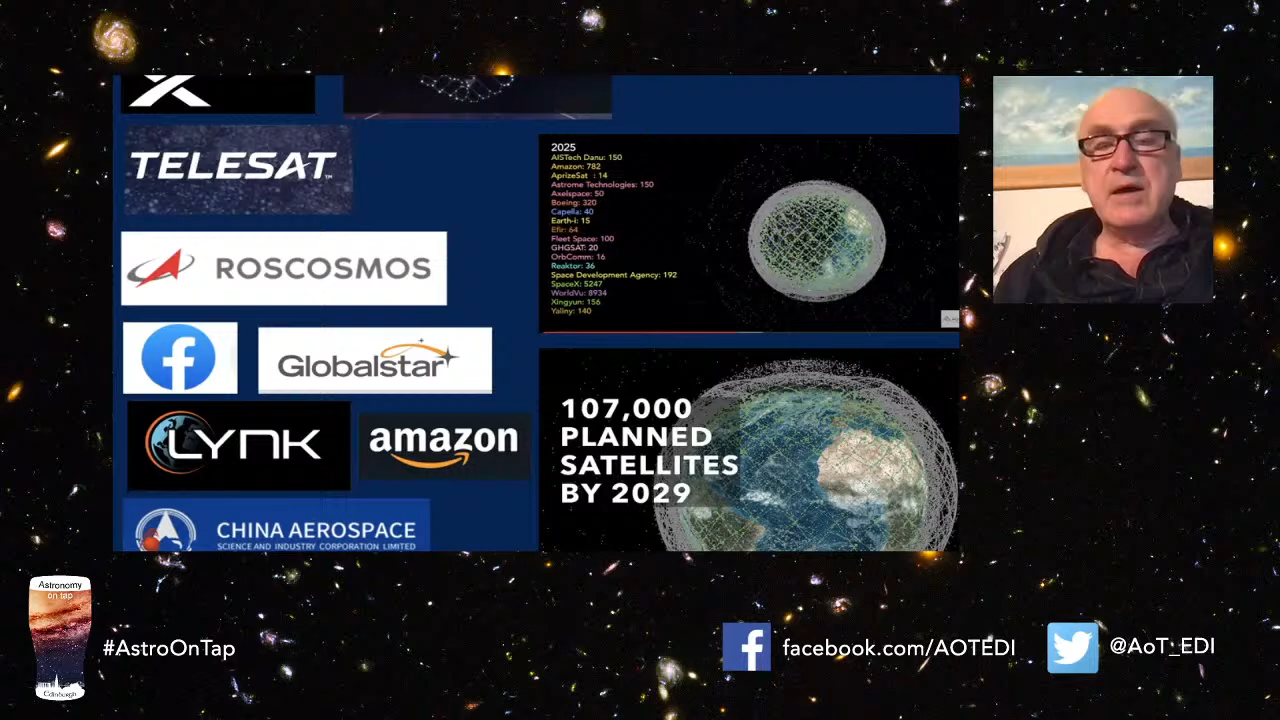 TELESAT™
ROSCOSMOS
Globalstar
LYNK
amazon
CHINA AEROSPACE
SCIENCE AND INDUSTRY CORPORATION LIMITED
2025
AISTech Danu: 150
Amazon: 782
AprizeSat : 14
Astrome Technologies: 150
Axelspace: 50
Boeing: 320
Capella: 40
Earth-i: 15
Efir: 64
Fleet Space: 100
GHGSAT: 20
OrbComm: 16
Reaktor: 36
Space Development Agency: 192
SpaceX: 5247
WorldVu: 8934
Xingyun: 156
Yaliny: 140
107,000
PLANNED
SATELLITES
BY 2029
Astronomy
on tap
Edinburgh
#AstroOnTap
facebook.com/AOTEDI
@AoT_EDI